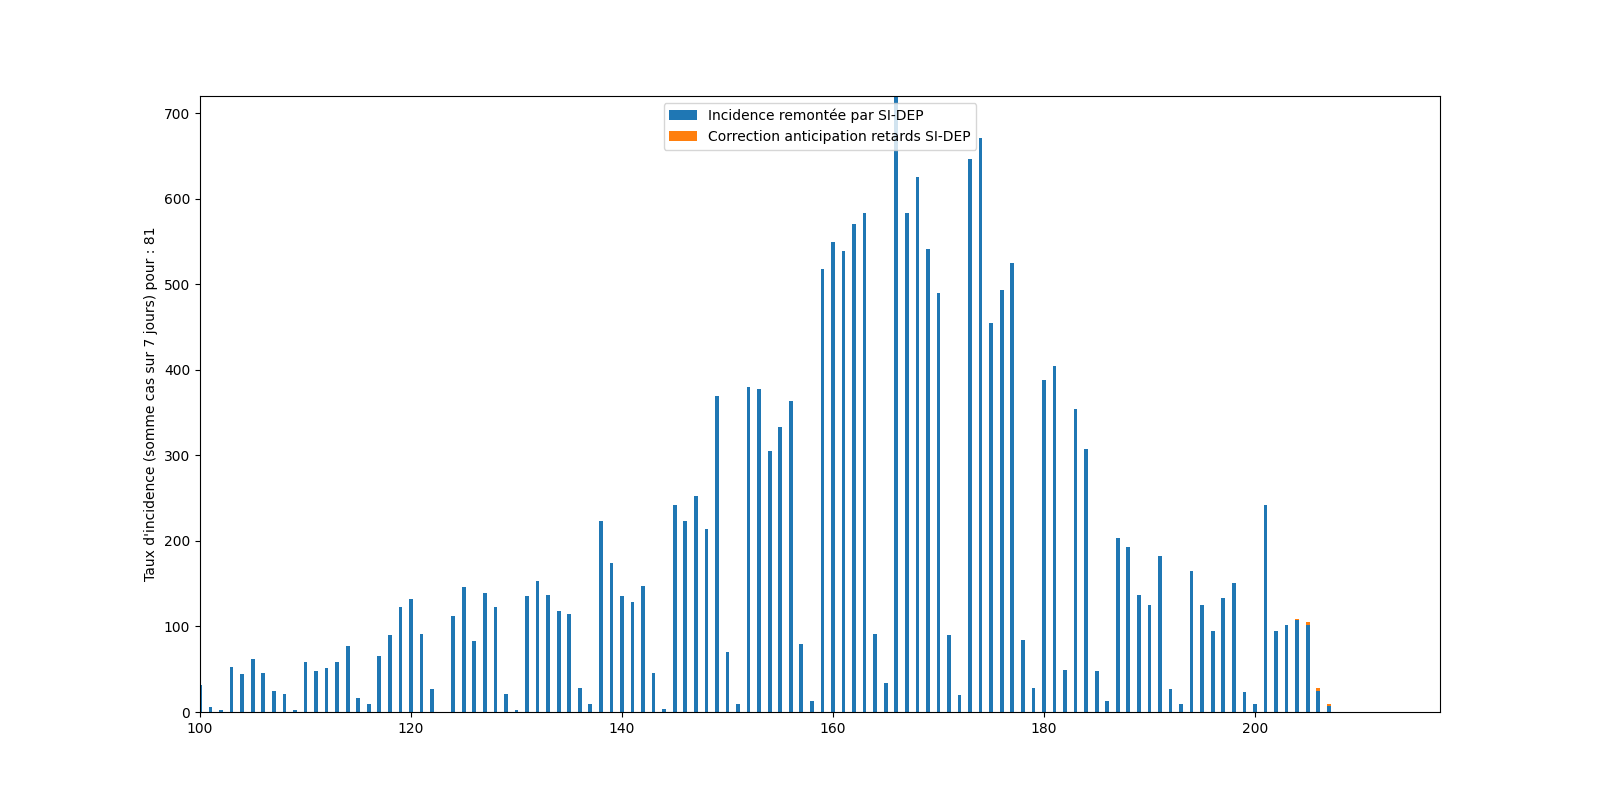 Incidence remontée par SI-DEP
Correction anticipation retards SI-DEP
Taux d'incidence (somme cas sur 7 jours) pour : 81
700
600
500
400
300
200
100
0
100 120 140 160 180 200